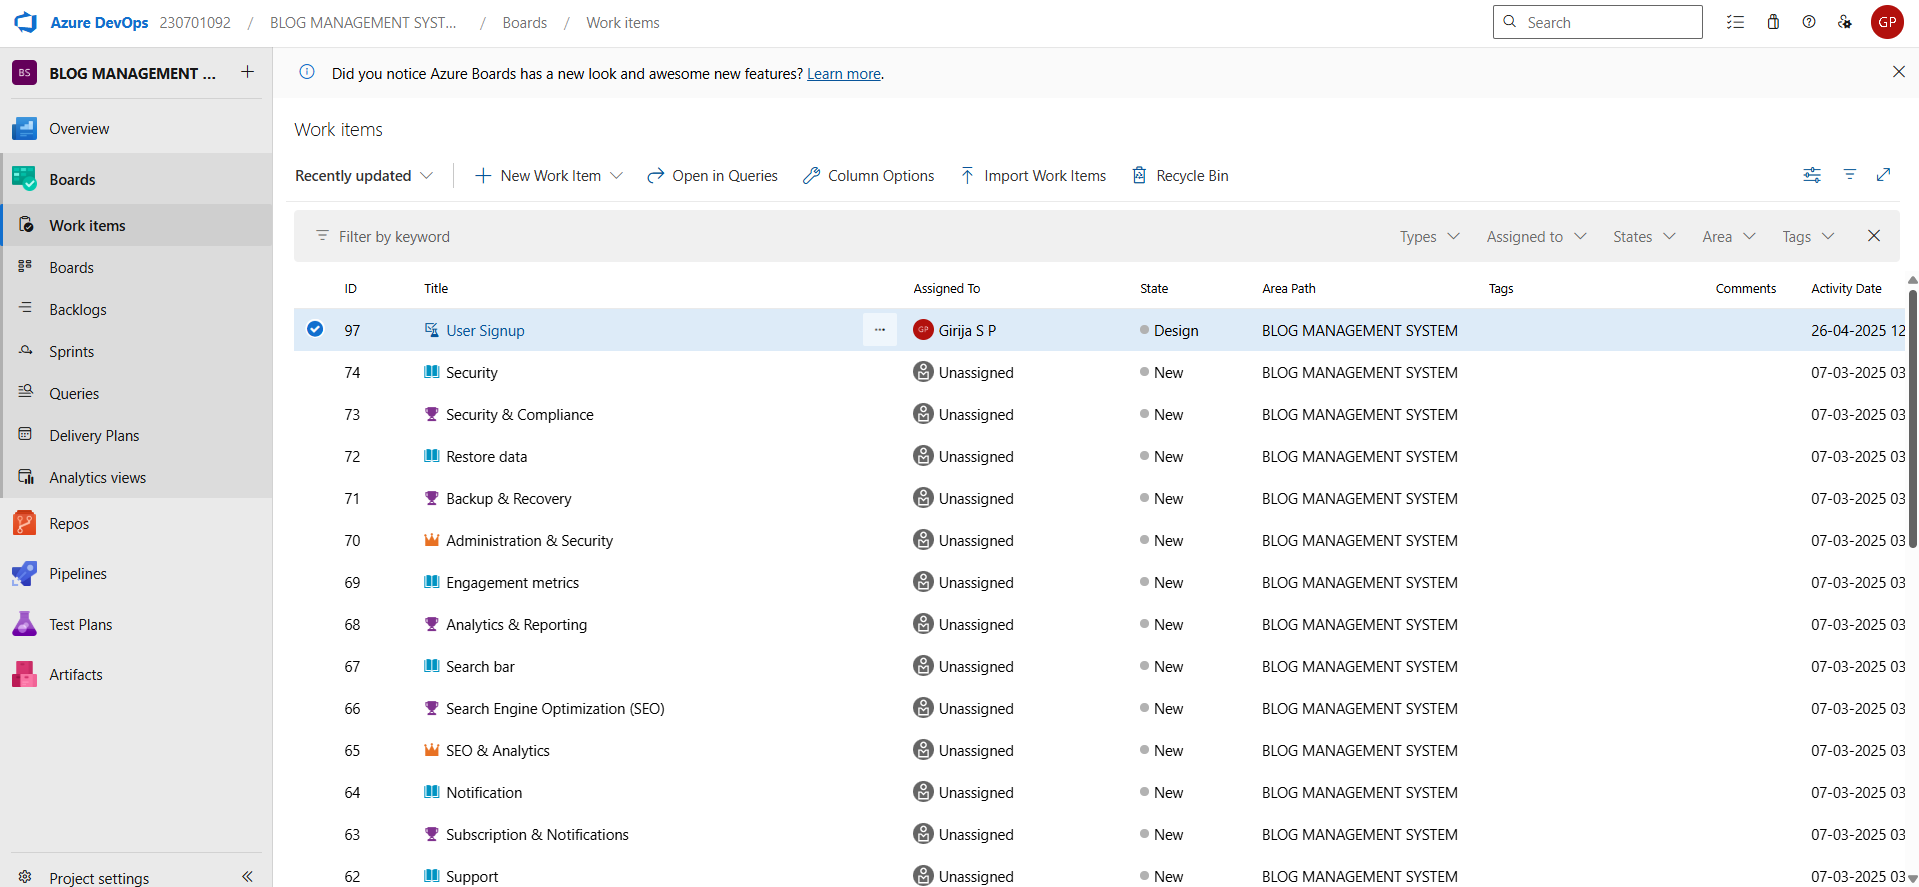 Azure DevOps 230701092 / BLOG MANAGEMENT SYST... / Boards / Work items Search GP
BS BLOG MANAGEMENT ... +
Did you notice Azure Boards has a new look and awesome new features? Learn more.
Overview
Boards
Work items
Boards
Backlogs
Sprints
Queries
Delivery Plans
Analytics views
Repos
Pipelines
Test Plans
Artifacts
Project settings
Work items
Recently updated New Work Item Open in Queries Column Options Import Work Items Recycle Bin
Filter by keyword Types Assigned to States Area Tags
ID Title Assigned To State Area Path Tags Comments Activity Date
97 User Signup ... GP Girija S P Design BLOG MANAGEMENT SYSTEM 26-04-2025 12
74 Security Unassigned New BLOG MANAGEMENT SYSTEM 07-03-2025 03
73 Security & Compliance Unassigned New BLOG MANAGEMENT SYSTEM 07-03-2025 03
72 Restore data Unassigned New BLOG MANAGEMENT SYSTEM 07-03-2025 03
71 Backup & Recovery Unassigned New BLOG MANAGEMENT SYSTEM 07-03-2025 03
70 Administration & Security Unassigned New BLOG MANAGEMENT SYSTEM 07-03-2025 03
69 Engagement metrics Unassigned New BLOG MANAGEMENT SYSTEM 07-03-2025 03
68 Analytics & Reporting Unassigned New BLOG MANAGEMENT SYSTEM 07-03-2025 03
67 Search bar Unassigned New BLOG MANAGEMENT SYSTEM 07-03-2025 03
66 Search Engine Optimization (SEO) Unassigned New BLOG MANAGEMENT SYSTEM 07-03-2025 03
65 SEO & Analytics Unassigned New BLOG MANAGEMENT SYSTEM 07-03-2025 03
64 Notification Unassigned New BLOG MANAGEMENT SYSTEM 07-03-2025 03
63 Subscription & Notifications Unassigned New BLOG MANAGEMENT SYSTEM 07-03-2025 03
62 Support Unassigned New BLOG MANAGEMENT SYSTEM 07-03-2025 03